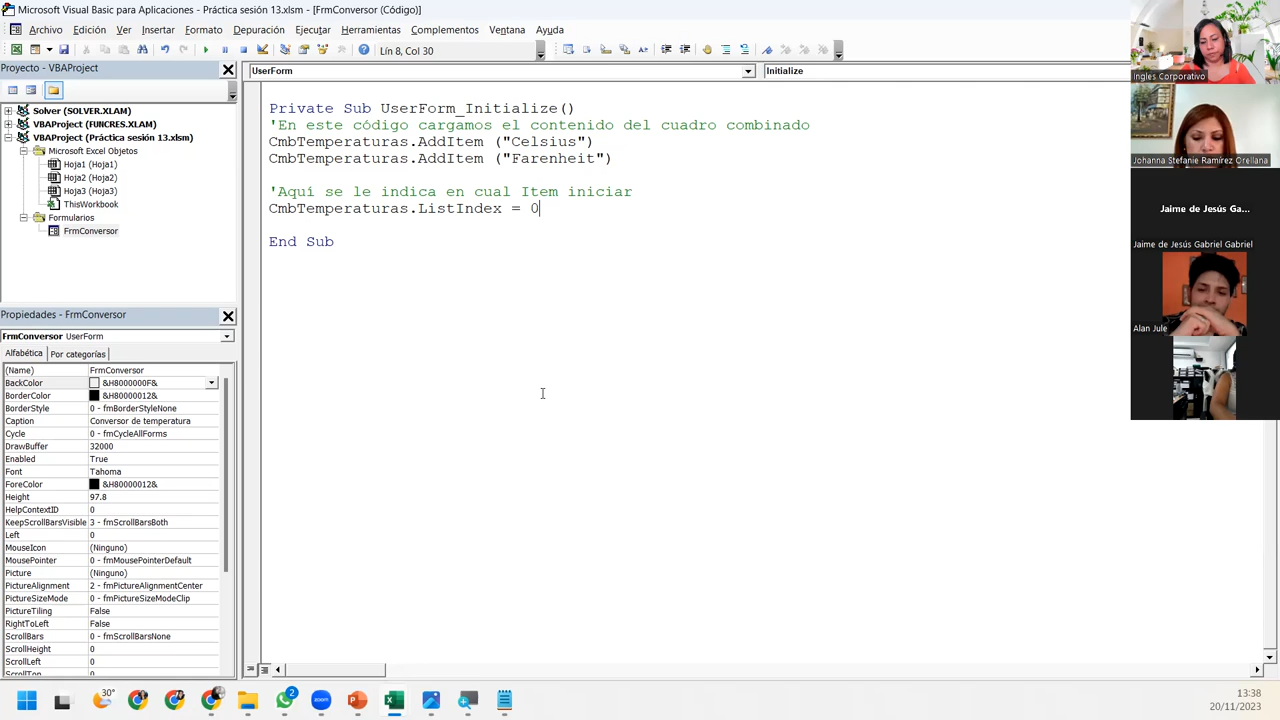 Microsoft Visual Basic para Aplicaciones - Práctica sesión 13.xlsm - [FrmConversor (Código)]
Archivo Edición Ver Insertar Formato Depuración Ejecutar Herramientas Complementos Ventana Ayuda
Lín 8, Col 30
Proyecto - VBAProject
Solver (SOLVER.XLAM)
VBAProject (FUNCRES.XLAM)
VBAProject (Práctica sesión 13.xlsm)
Microsoft Excel Objetos
Hoja1 (Hoja1)
Hoja2 (Hoja2)
Hoja3 (Hoja3)
ThisWorkbook
Formularios
FrmConversor
Propiedades - FrmConversor
FrmConversor UserForm
Alfabética Por categorías
(Name) FrmConversor
BackColor &H8000000F&
BorderColor &H80000012&
BorderStyle 0 - fmBorderStyleNone
Caption Conversor de temperatura
Cycle 0 - fmCycleAllForms
DrawBuffer 32000
Enabled True
Font Tahoma
ForeColor &H80000012&
Height 97.8
HelpContextID 0
KeepScrollBarsVisible 3 - fmScrollBarsBoth
Left 0
MouseIcon (Ninguno)
MousePointer 0 - fmMousePointerDefault
Picture (Ninguno)
PictureAlignment 2 - fmPictureAlignmentCenter
PictureSizeMode 0 - fmPictureSizeModeClip
PictureTiling False
RightToLeft False
ScrollBars 0 - fmScrollBarsNone
ScrollHeight 0
ScrollLeft 0
ScrollTop 0
UserForm Initialize
Private Sub UserForm_Initialize()
'En este código cargamos el contenido del cuadro combinado
CmbTemperaturas.AddItem ("Celsius")
CmbTemperaturas.AddItem ("Farenheit")
'Aquí se le indica en cual Item iniciar
CmbTemperaturas.ListIndex = 0
End Sub
Ingles Corporativo
Johanna Stefanie Ramírez Orellana
Jaime de Jesús Ga...
Jaime de Jesús Gabriel Gabriel
Alan Jule
30°
2
13:38
20/11/2023